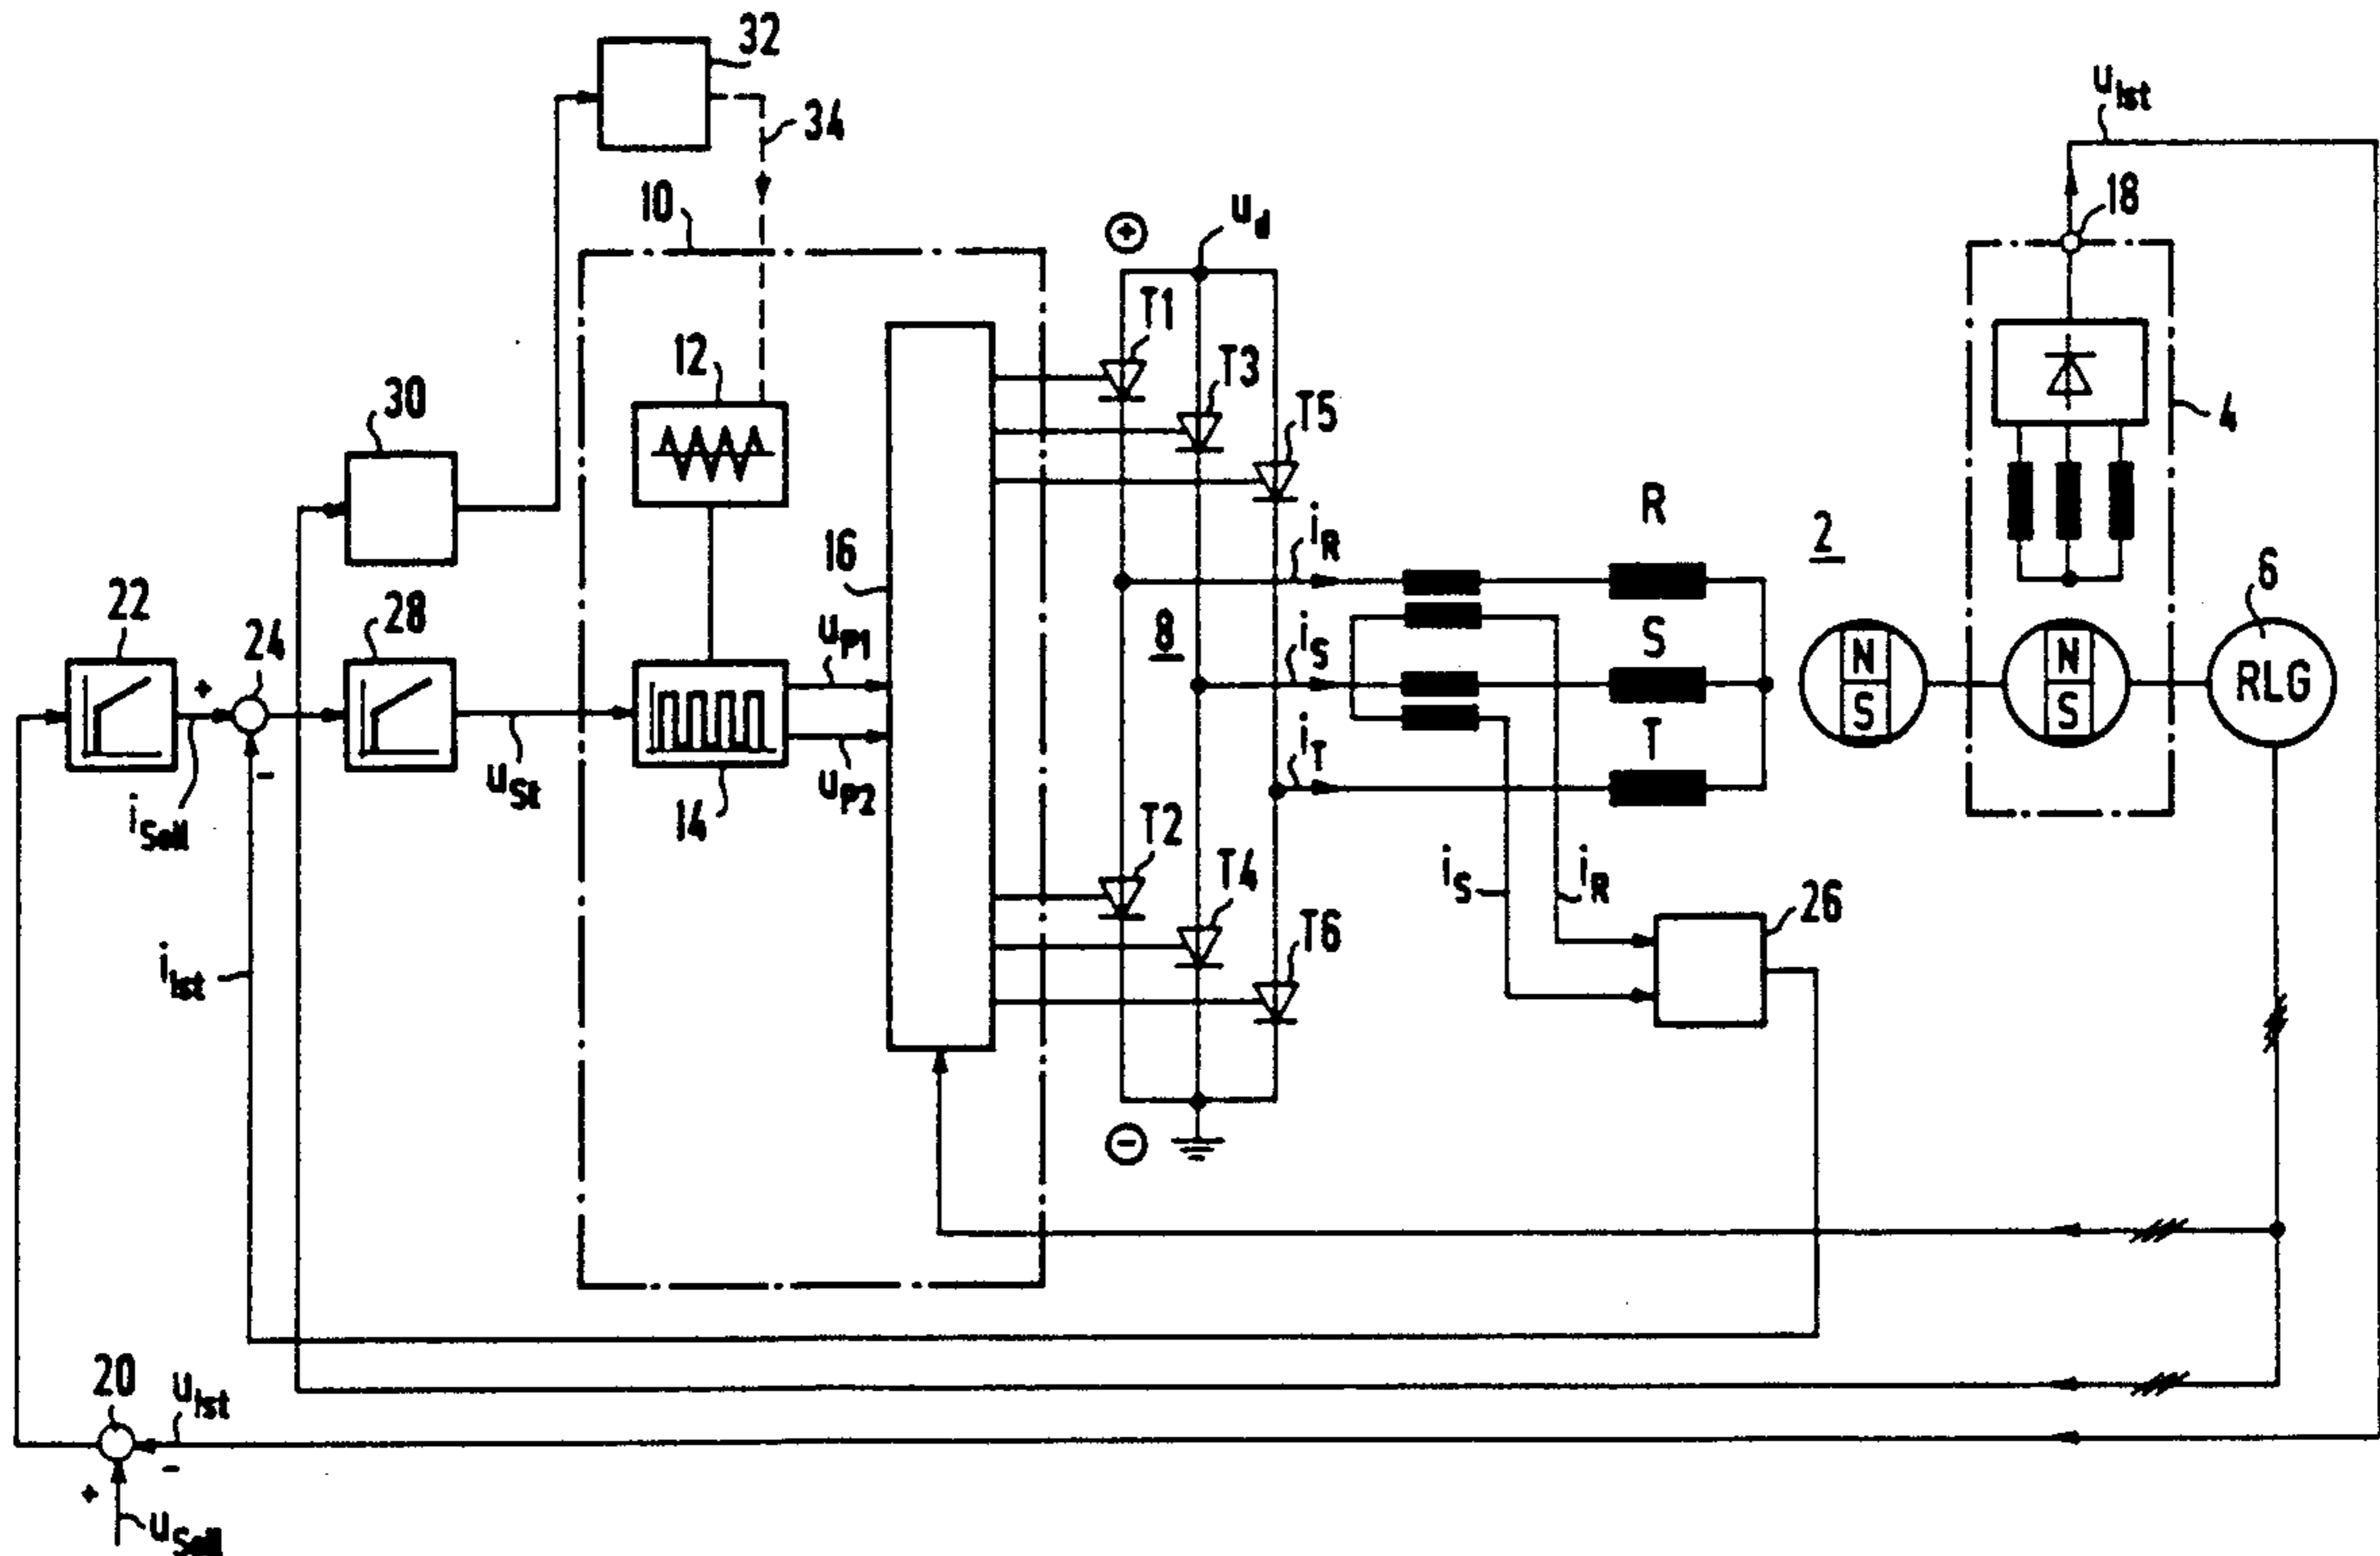 32
34
u_Ist
10
u_d
18
T1
12
T3
30
T5
4
R
2
16
i_R
6
22
24
28
u_P1
8
i_S
S
N
N
RLG
+
S
S
i_T
T
-
u_St
u_P2
i_Soll
14
T2
T4
i_S
i_R
26
T6
i_Ist
+
-
20
u_Ist
-
+
u_Soll